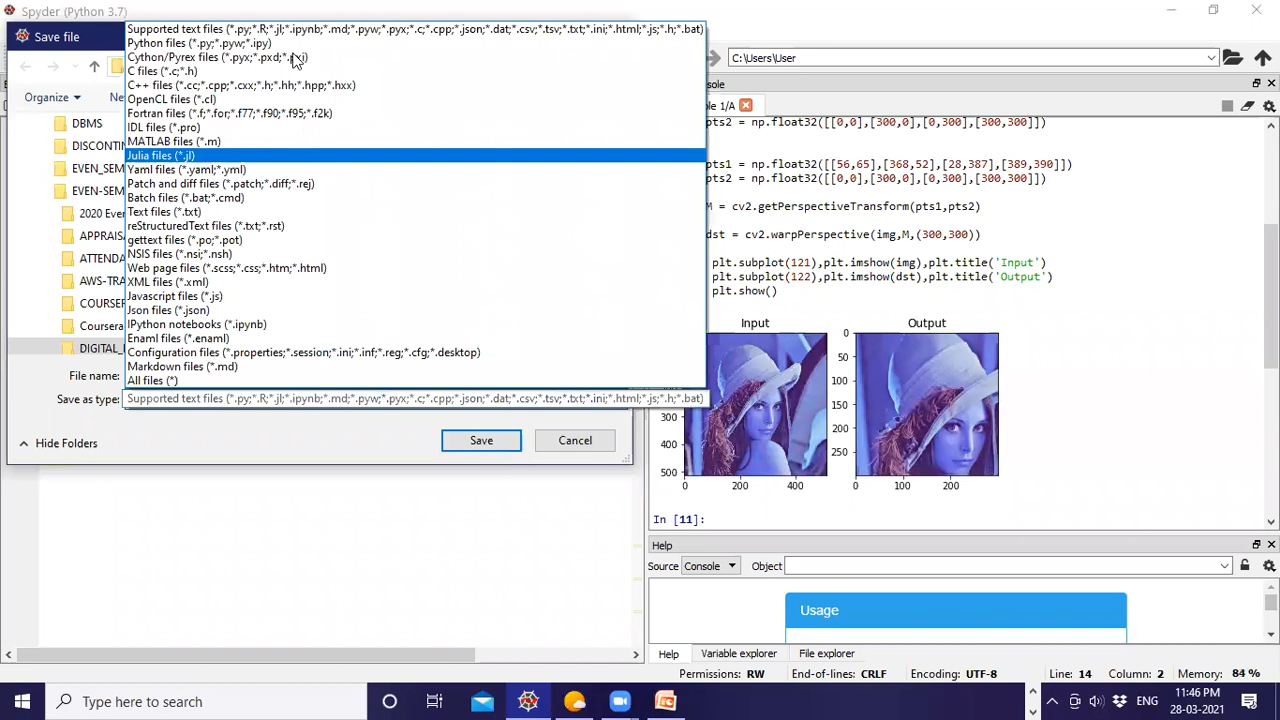 Spyder (Python 3.7)
Save file
Organize
DBMS
EVEN-SEM
2020
ATTENDA
File name:
Save as type:
Hide Folders
Save
Cancel
Supported text files (*.py;*.R;*.jl;*.ipynb;*.md;*.pyw;*.pyx;*.c;*.cpp;*.json;*.dat;*.csv;*.tsv;*.txt;*.ini;*.html;*.js;*.h;*.bat)
Python files (*.py;*.pyw;*.ipy)
Cython/Pyrex files (*.pyx;*.pxd;
C files (*.c;*.h)
C++ files (*.cc;*.cpp;*.cxx;*.h;*.hh;*.hpp;*.hxx)
OpenCL files (*.cl)
Fortran files (*.f;*.for;*.f77;*.f90;*.f95;*.f2k)
IDL files (*.pro)
MATLAB files (*.m)
Julia files (*.jl)
Yaml files (*.yaml;*.yml)
Patch and diff files (*.patch;*.diff;*.rej)
Batch files (*.bat;*.cmd)
Text files (*.txt)
reStructuredText files (*.txt;*.rst)
gettext files (*.po;*.pot)
NSIS files (*.nsi;*.nsh)
Web page files (*.scss;*.css;*.htm;*.html)
XML files (*.xml)
Javascript files (*.js)
Json files (*.json)
IPython notebooks (*.ipynb)
Enaml files (*.enaml)
Configuration files (*.properties;*.session;*.ini;*.inf;*.reg;*.cfg;*.desktop)
Markdown files (*.md)
All files (*)
Supported text files (*.py;*.R;*.jl;*.ipynb;*.md;*.pyw;*.pyx;*.c;*.cpp;*.json;*.dat;*.csv;*.tsv;*.txt;*.ini;*.html;*.js;*.h;*.bat)
C:\Users\User
1/A
pts2 = np.float32([[0,0],[300,0],[0,300],[300,300]])
pts1 = np.float32([[56,65],[368,52],[28,387],[389,390]])
pts2 = np.float32([[0,0],[300,0],[0,300],[300,300]])
M = cv2.getPerspectiveTransform(pts1,pts2)
dst = cv2.warpPerspective(img,M,(300,300))
plt.subplot(121),plt.imshow(img),plt.title('Input')
plt.subplot(122),plt.imshow(dst),plt.title('Output')
plt.show()
Input
Output
300
400
500
0
200
400
0
50
100
150
200
250
0
100
200
In [11]:
Help
Source Console Object
Usage
Help Variable explorer File explorer
Permissions: RW End-of-lines: CRLF Encoding: UTF-8 Line: 14 Column: 2 Memory: 84 %
Type here to search
ENG
11:46 PM
28-03-2021